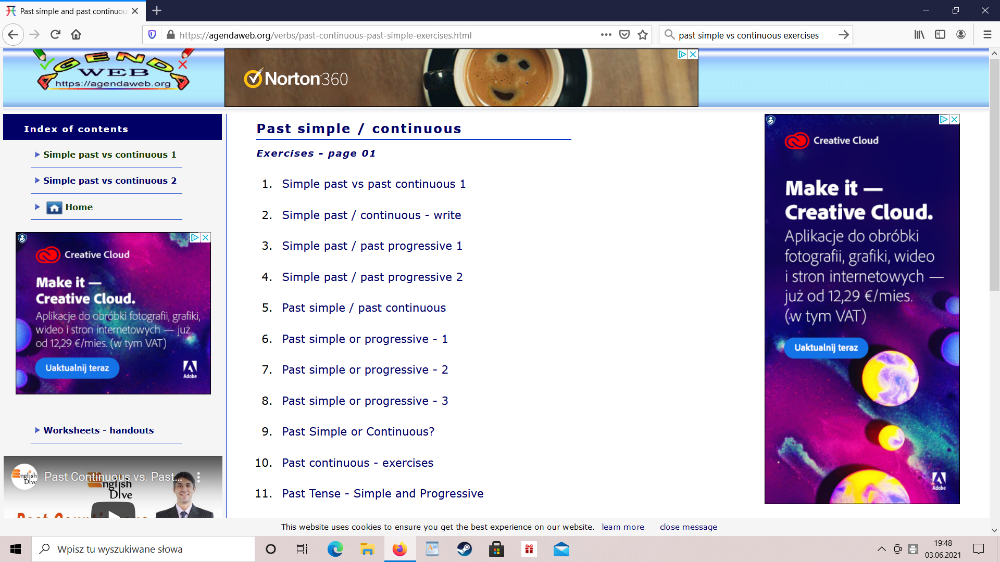 Past simple and past continuou
https://agendaweb.org/verbs/past-continuous-past-simple-exercises.html
past simple vs continuous exercises
GENDA
WEB
https://agendaweb.org
Norton 360
Index of contents
Simple past vs continuous 1
Simple past vs continuous 2
Home
Creative Cloud
Make it —
Creative Cloud.
Aplikacje do obróbki fotografii, grafiki,
wideo i stron internetowych — już
od 12,29 €/mies. (w tym VAT)
Uaktualnij teraz
Adobe
Worksheets - handouts
English
DIve
Past Continuous vs. Past...
English
DIve
Past simple / continuous
Exercises - page 01
1. Simple past vs past continuous 1
2. Simple past / continuous - write
3. Simple past / past progressive 1
4. Simple past / past progressive 2
5. Past simple / past continuous
6. Past simple or progressive - 1
7. Past simple or progressive - 2
8. Past simple or progressive - 3
9. Past Simple or Continuous?
10. Past continuous - exercises
11. Past Tense - Simple and Progressive
Creative Cloud
Make it —
Creative Cloud.
Aplikacje do obróbki
fotografii, grafiki, wideo
i stron internetowych —
już od 12,29 €/mies.
(w tym VAT)
Uaktualnij teraz
Adobe
This website uses cookies to ensure you get the best experience on our website. learn more close message
Wpisz tu wyszukiwane słowa
19:48
03.06.2021